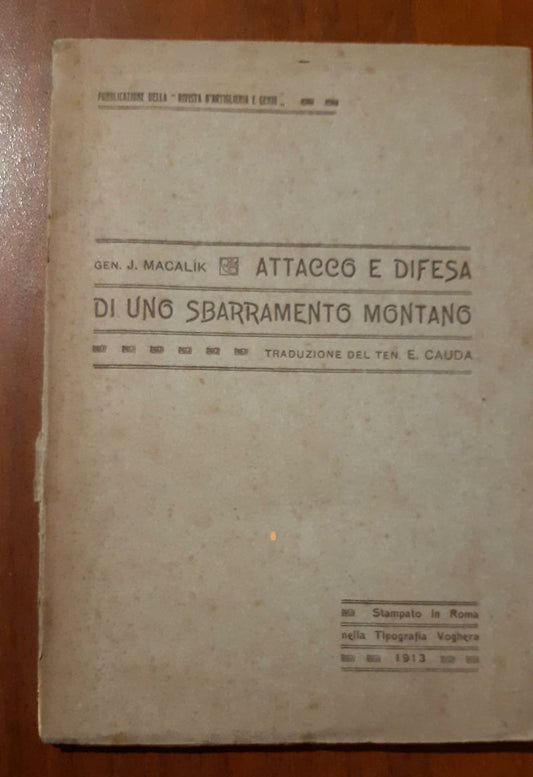 PUBBLICAZIONE DELLA " RIVISTA D'ARTIGLIERIA E GENIO „
GEN. J. MACALÍK ATTACCO E DIFESA
DI UNO SBARRAMENTO MONTANO
TRADUZIONE DEL TEN. E. CAUDA
Stampato in Roma
nella Tipografia Voghera
1913